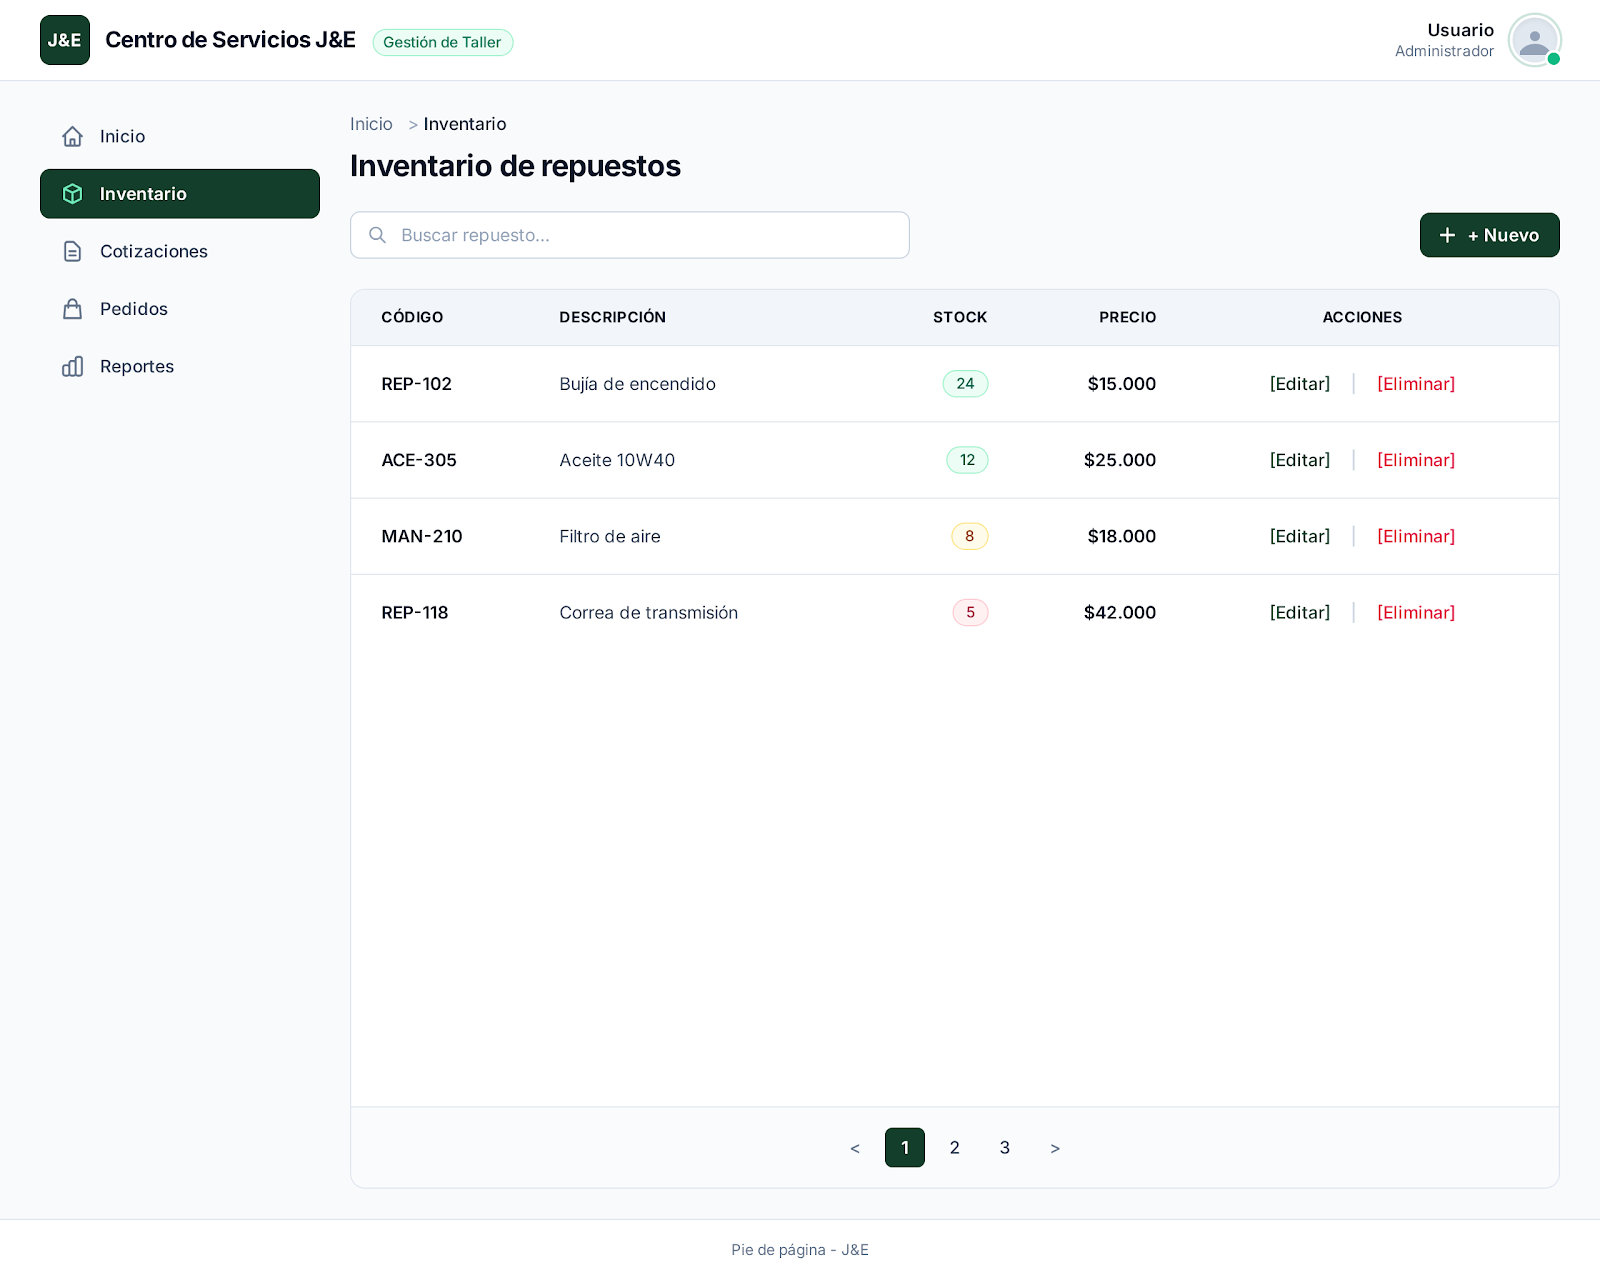 J&E Centro de Servicios J&E Gestión de Taller
Usuario
Administrador
Inicio
Inventario
Cotizaciones
Pedidos
Reportes
Inicio > Inventario
Inventario de repuestos
Buscar repuesto...
+ Nuevo
CÓDIGO DESCRIPCIÓN STOCK PRECIO ACCIONES
REP-102 Bujía de encendido 24 $15.000 [Editar] | [Eliminar]
ACE-305 Aceite 10W40 12 $25.000 [Editar] | [Eliminar]
MAN-210 Filtro de aire 8 $18.000 [Editar] | [Eliminar]
REP-118 Correa de transmisión 5 $42.000 [Editar] | [Eliminar]
< 1 2 3 >
Pie de página - J&E